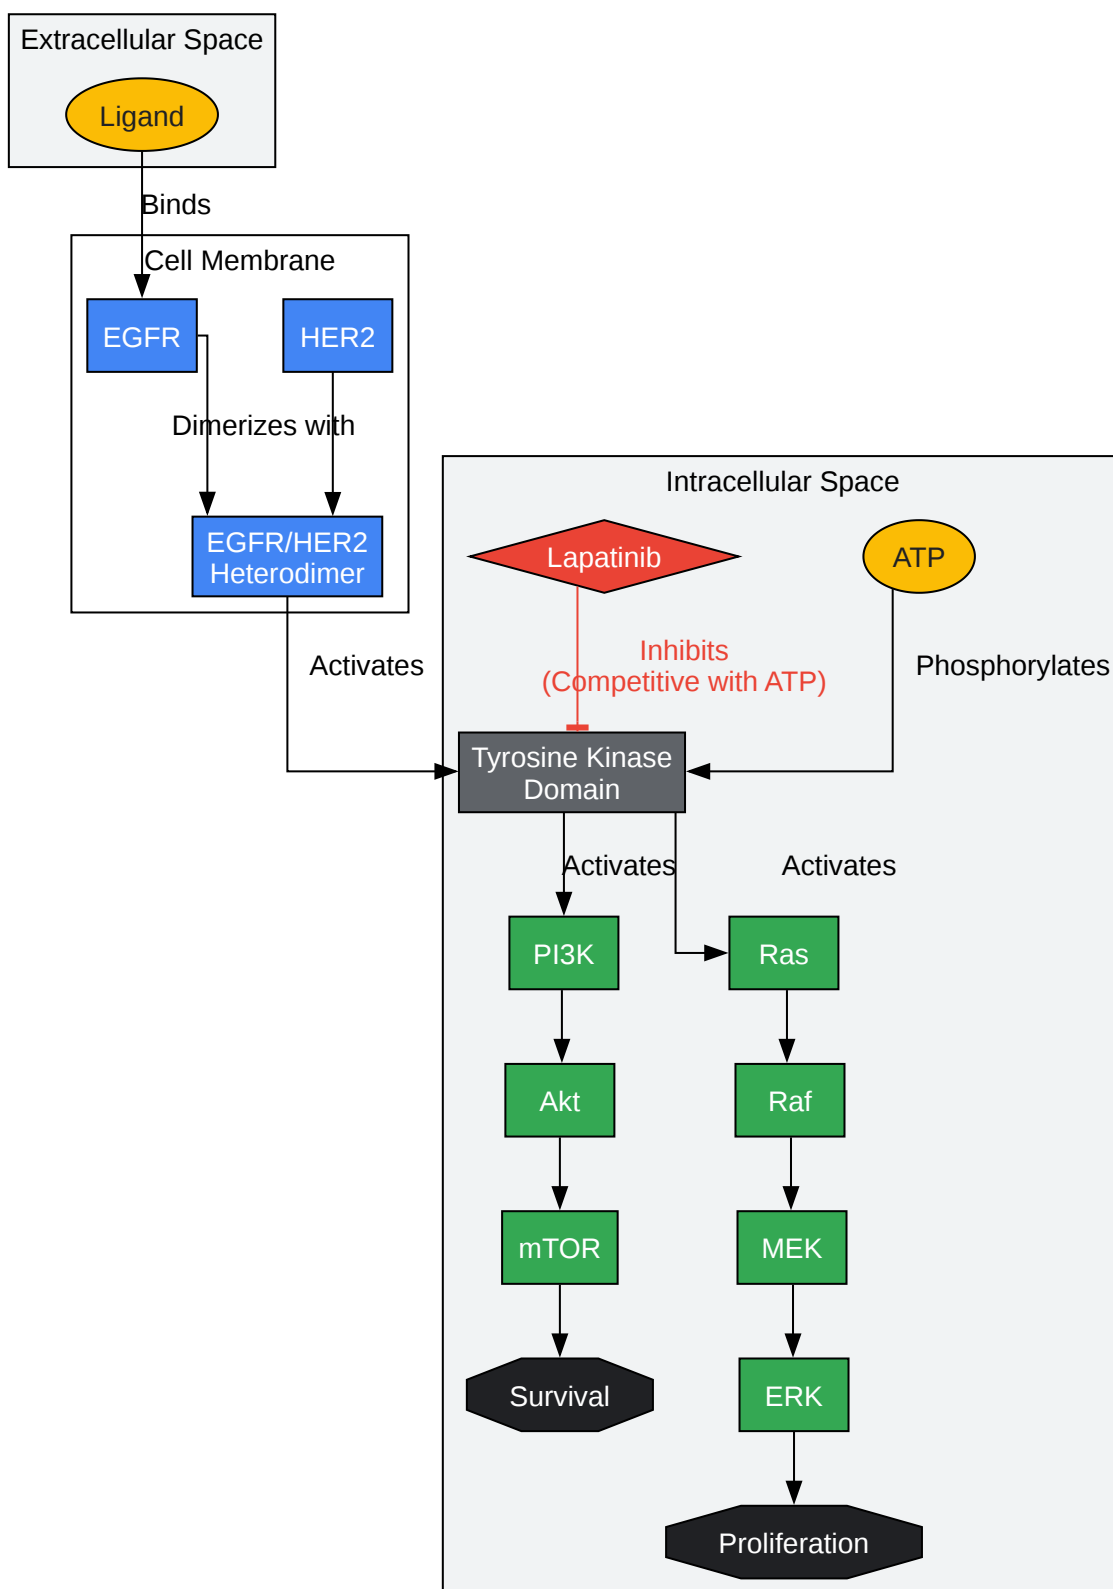 Extracellular Space
Ligand
Binds
Cell Membrane
EGFR
HER2
Dimerizes with
EGFR/HER2
Heterodimer
Activates
Intracellular Space
Lapatinib
ATP
Inhibits
(Competitive with ATP)
Phosphorylates
Tyrosine Kinase
Domain
Activates
Activates
PI3K
Ras
Akt
Raf
mTOR
MEK
Survival
ERK
Proliferation